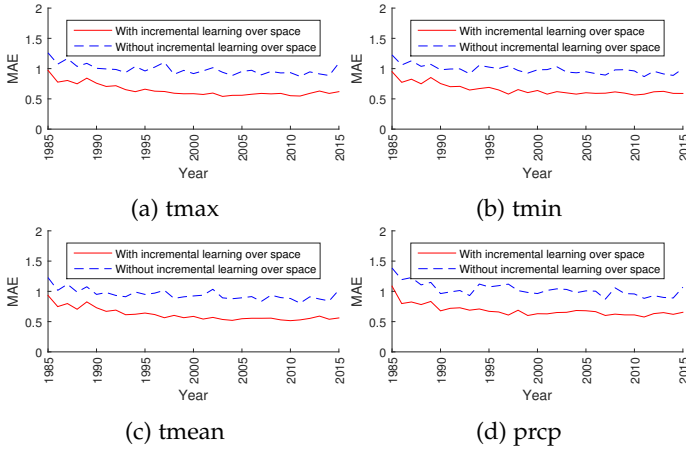 2
1.5
1
0.5
0
MAE
With incremental learning over space
Without incremental learning over space
1985
1990
1995
2000
2005
2010
2015
Year
(a) tmax
2
1.5
1
0.5
0
MAE
With incremental learning over space
Without incremental learning over space
1985
1990
1995
2000
2005
2010
2015
Year
(b) tmin
2
1.5
1
0.5
0
MAE
With incremental learning over space
Without incremental learning over space
1985
1990
1995
2000
2005
2010
2015
Year
(c) tmean
2
1.5
1
0.5
0
MAE
With incremental learning over space
Without incremental learning over space
1985
1990
1995
2000
2005
2010
2015
Year
(d) prcp